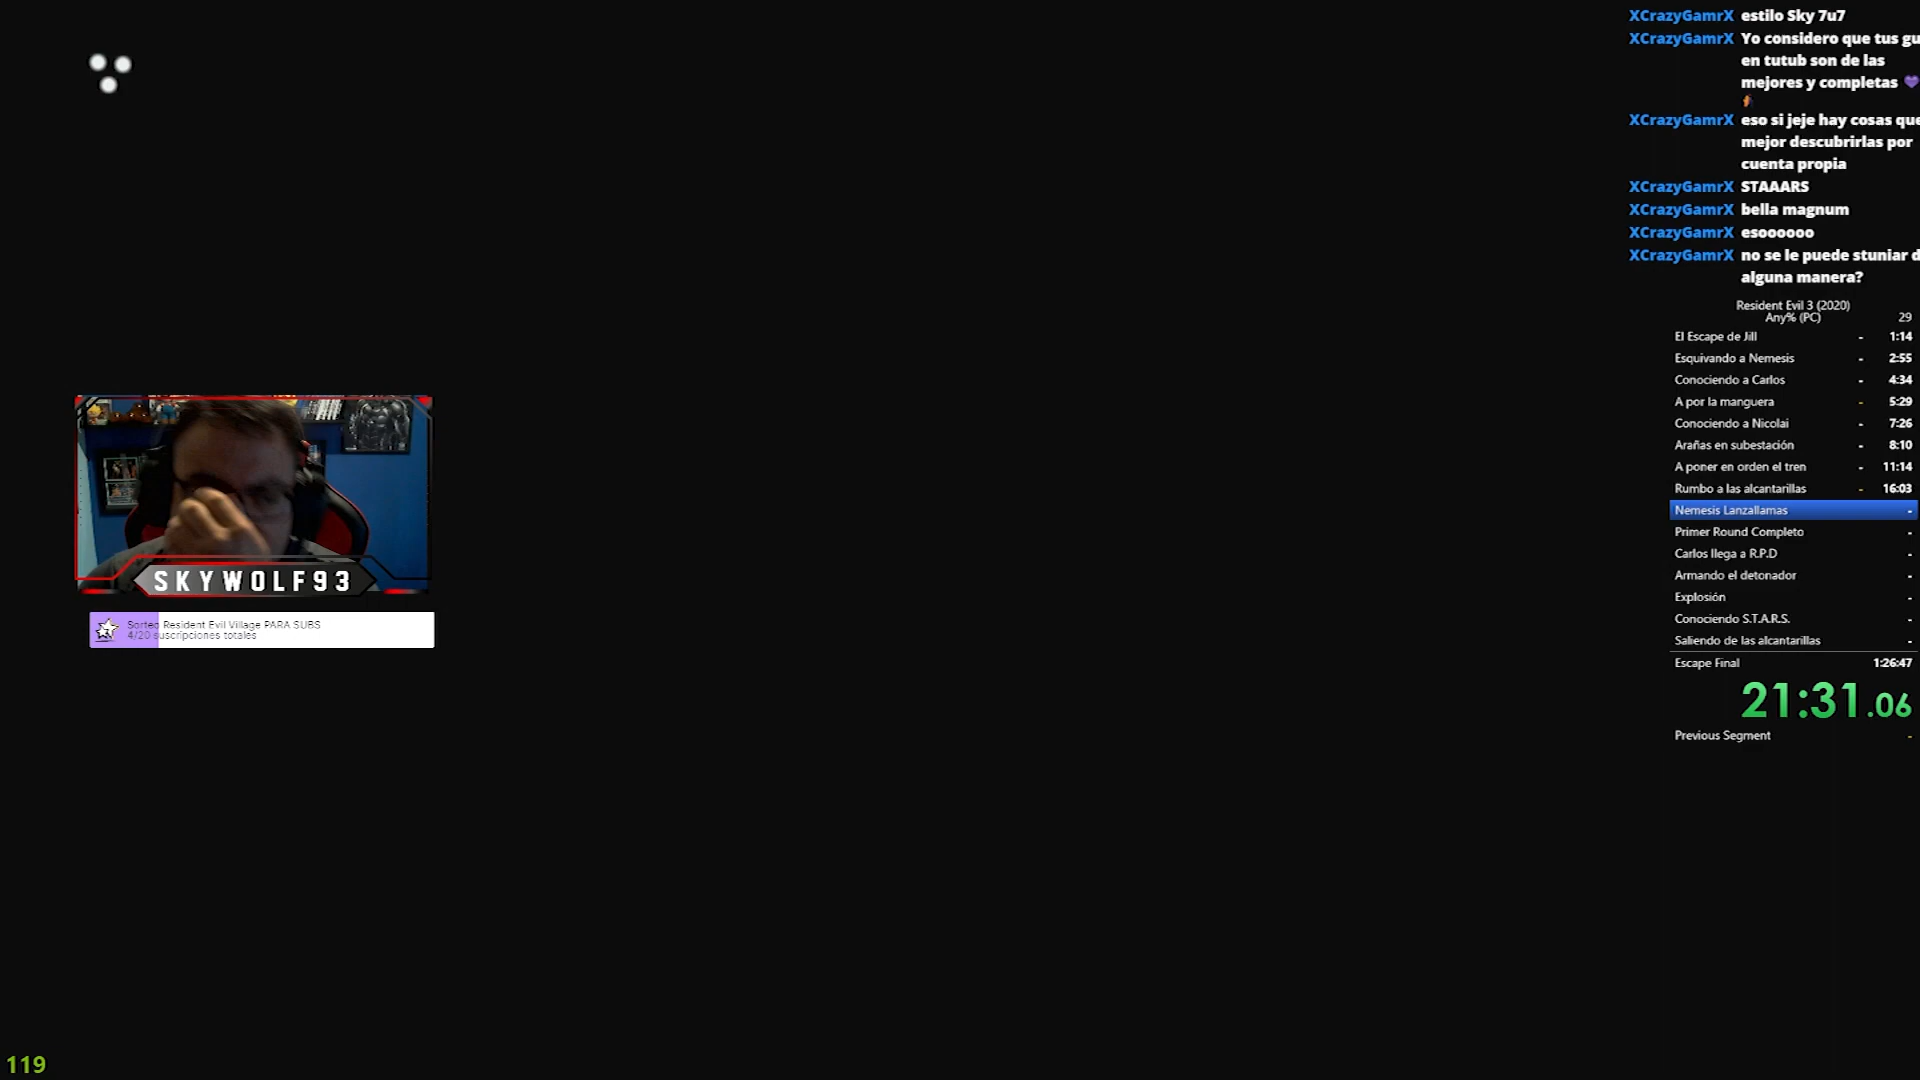 XCrazyGamrX estilo Sky 7u7
XCrazyGamrX Yo considero que tus gu
en tutub son de las
mejores y completas
XCrazyGamrX eso si jeje hay cosas que
mejor descubrirlas por
cuenta propia
XCrazyGamrX STAAARS
XCrazyGamrX bella magnum
XCrazyGamrX esoooooo
XCrazyGamrX no se le puede stuniar d
alguna manera?
Resident Evil 3 (2020)
Any% (PC) 29
El Escape de Jill - 1:14
Esquivando a Nemesis - 2:55
Conociendo a Carlos - 4:34
A por la manguera - 5:29
Conociendo a Nicolai - 7:26
Arañas en subestación - 8:10
A poner en orden el tren - 11:14
Rumbo a las alcantarillas - 16:03
Nemesis Lanzallamas -
Primer Round Completo -
Carlos llega a R.P.D -
Armando el detonador -
Explosión -
Conociendo S.T.A.R.S. -
Saliendo de las alcantarillas -
Escape Final 1:26:47
21:31.06
Previous Segment -
SKYWOLF93
Sorteo Resident Evil Village PARA SUBS
4/20 suscripciones totales
119